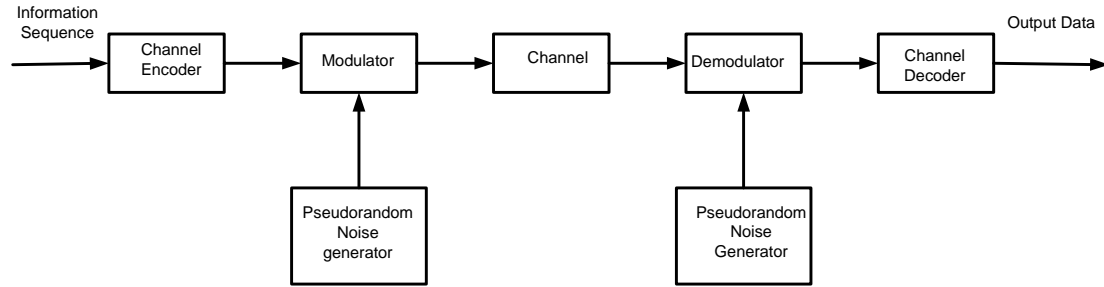 Information
Sequence
Channel
Encoder
Modulator
Channel
Demodulator
Channel
Decoder
Output Data
Pseudorandom
Noise
generator
Pseudorandom
Noise
Generator